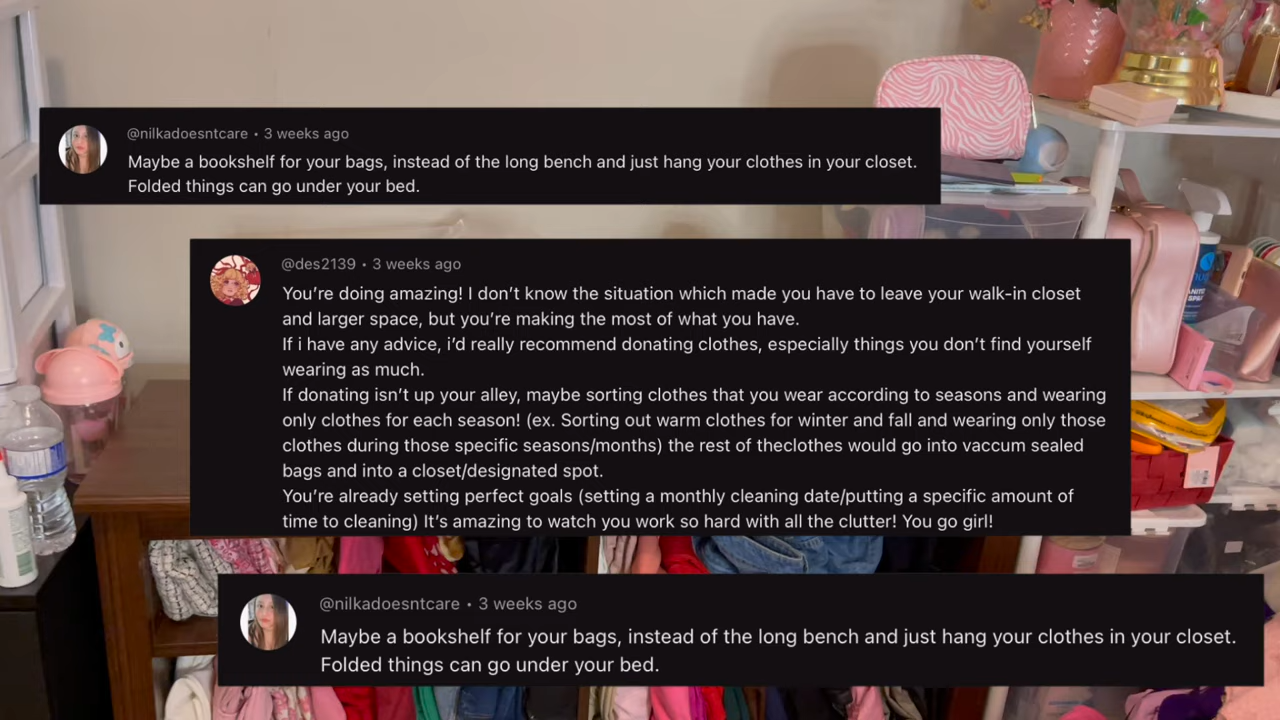 @nilkadoesntcare • 3 weeks ago
Maybe a bookshelf for your bags, instead of the long bench and just hang your clothes in your closet.
Folded things can go under your bed.
@des2139 • 3 weeks ago
You’re doing amazing! I don’t know the situation which made you have to leave your walk-in closet
and larger space, but you’re making the most of what you have.
If i have any advice, i’d really recommend donating clothes, especially things you don’t find yourself
wearing as much.
If donating isn’t up your alley, maybe sorting clothes that you wear according to seasons and wearing
only clothes for each season! (ex. Sorting out warm clothes for winter and fall and wearing only those
clothes during those specific seasons/months) the rest of theclothes would go into vaccum sealed
bags and into a closet/designated spot.
You’re already setting perfect goals (setting a monthly cleaning date/putting a specific amount of
time to cleaning) It’s amazing to watch you work so hard with all the clutter! You go girl!
@nilkadoesntcare • 3 weeks ago
Maybe a bookshelf for your bags, instead of the long bench and just hang your clothes in your closet.
Folded things can go under your bed.